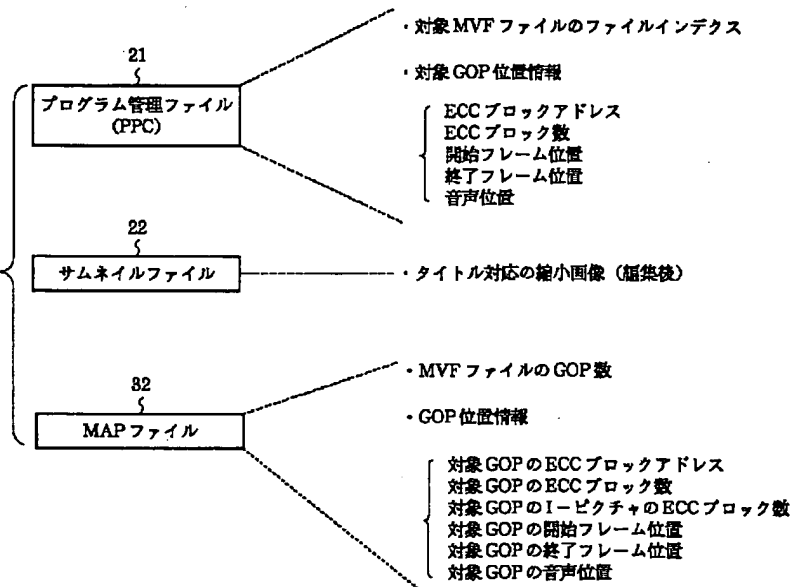 ・対象MVFファイルのファイルインデクス
21
・対象GOP位置情報
プログラム管理ファイル
(PPC)
ECCブロックアドレス
ECCブロック数
開始フレーム位置
終了フレーム位置
音声位置
22
サムネイルファイル
・タイトル対応の縮小画像（編集後）
32
・MVFファイルのGOP数
MAPファイル
・GOP位置情報
対象GOPのECCブロックアドレス
対象GOPのECCブロック数
対象GOPのI－ピクチャのECCブロック数
対象GOPの開始フレーム位置
対象GOPの終了フレーム位置
対象GOPの音声位置